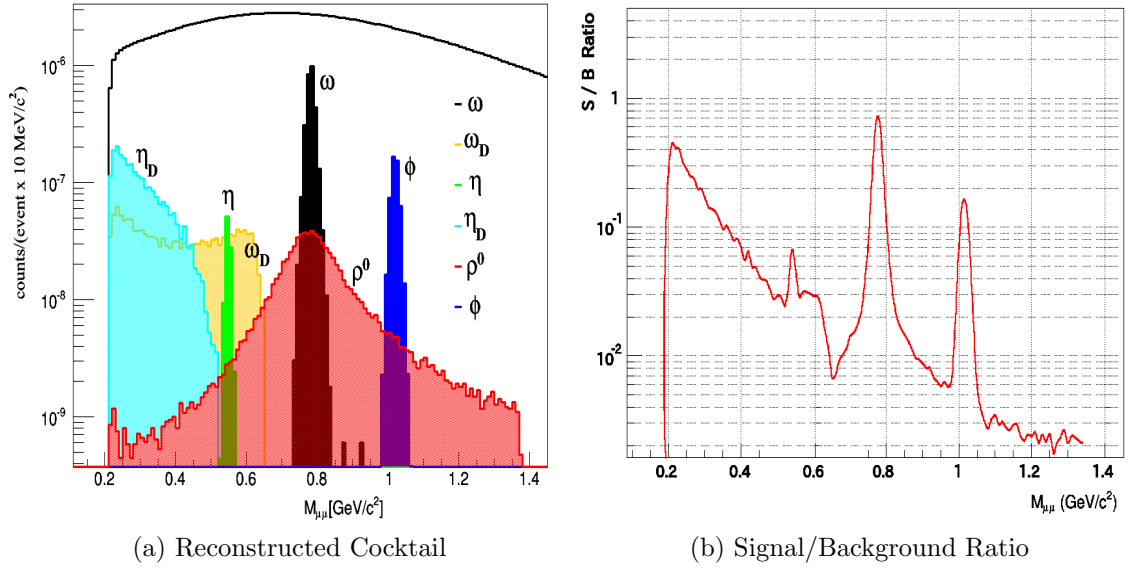 counts/(event x 10 MeV/c²)
10⁻⁶
10⁻⁷
10⁻⁸
10⁻⁹
η_D
η
ω_D
ω
ρ⁰
ϕ
ω
ω_D
η
η_D
ρ⁰
ϕ
0.2 0.4 0.6 0.8 1 1.2 1.4
M_μμ[GeV/c²]
(a) Reconstructed Cocktail
S / B Ratio
1
10⁻¹
10⁻²
0.2 0.4 0.6 0.8 1 1.2 1.4
M_μμ (GeV/c²)
(b) Signal/Background Ratio